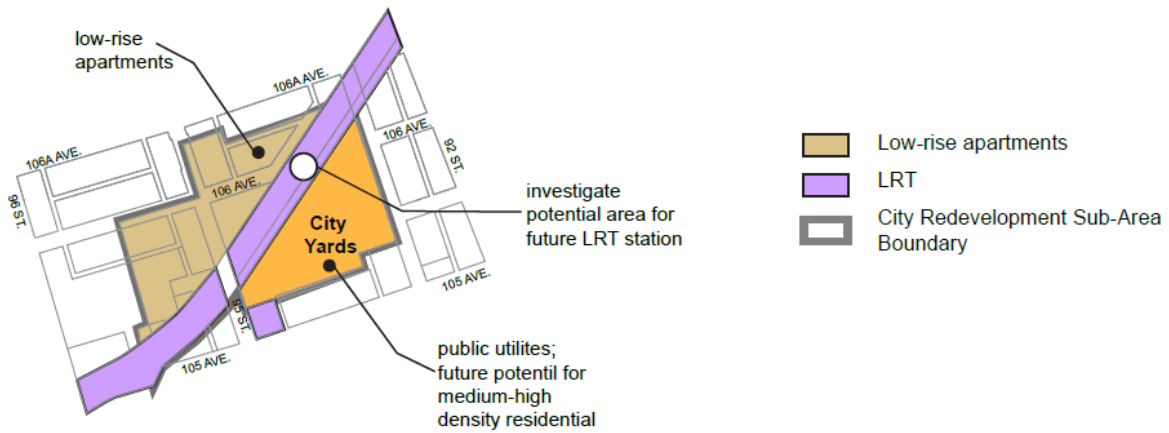 low-rise
apartments
106A AVE.
106A AVE.
106 AVE.
92 ST.
96 ST.
106 AVE.
investigate
potential area for
future LRT station
City
Yards
95 ST.
105 AVE.
105 AVE.
public utilites;
future potentil for
medium-high
density residential
Low-rise apartments
LRT
City Redevelopment Sub-Area
Boundary